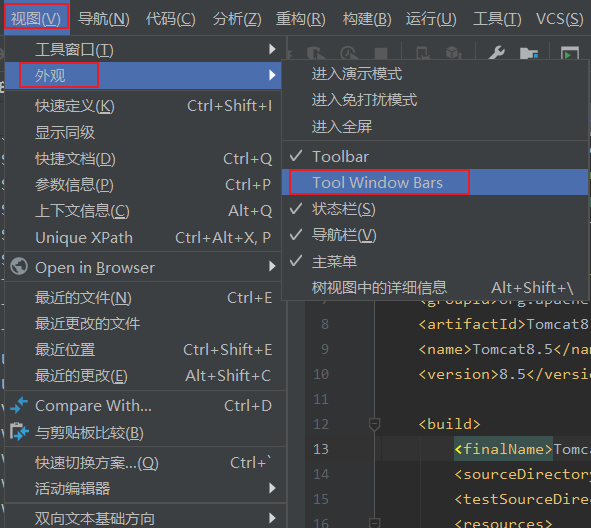 视图(V) 导航(N) 代码(C) 分析(Z) 重构(R) 构建(B) 运行(U) 工具(T) VCS(S)
工具窗口(T)
外观
快速定义(K) Ctrl+Shift+I
显示同级
快捷文档(D) Ctrl+Q
参数信息(P) Ctrl+P
上下文信息(C) Alt+Q
Unique XPath Ctrl+Alt+X, P
Open in Browser
最近的文件(N) Ctrl+E
最近更改的文件
最近位置 Ctrl+Shift+E
最近的更改(E) Alt+Shift+C
Compare With... Ctrl+D
与剪贴板比较(B)
快速切换方案...(Q) Ctrl+`
活动编辑器
双向文本基础方向
进入演示模式
进入免打扰模式
进入全屏
Toolbar
Tool Window Bars
状态栏(S)
导航栏(V)
主菜单
树视图中的详细信息 Alt+Shift+\
8 <artifactId>Tomcat8
9 <name>Tomcat8.5</nam
10 <version>8.5</versio
11
12 <build>
13 <finalName>Tomca
14 <sourceDirectory
15 <testSourceDirec
16 <resources>